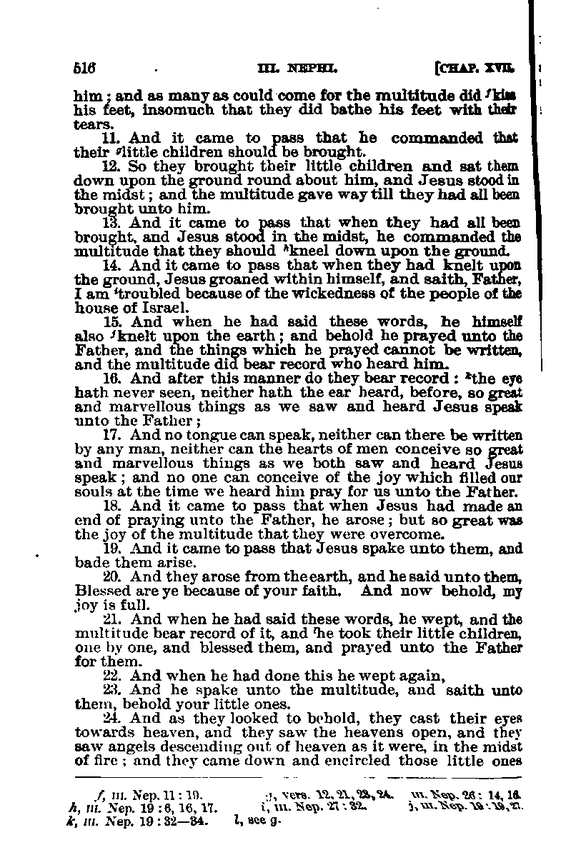 516 III. NEPHI. [CHAP. XVII.
him; and as many as could come for the multitude did ᶠkiss
his feet, insomuch that they did bathe his feet with their
tears.
11. And it came to pass that he commanded that
their ᵍlittle children should be brought.
12. So they brought their little children and sat them
down upon the ground round about him, and Jesus stood in
the midst; and the multitude gave way till they had all been
brought unto him.
13. And it came to pass that when they had all been
brought, and Jesus stood in the midst, he commanded the
multitude that they should ʰkneel down upon the ground.
14. And it came to pass that when they had knelt upon
the ground, Jesus groaned within himself, and saith, Father,
I am ⁱtroubled because of the wickedness of the people of the
house of Israel.
15. And when he had said these words, he himself
also ʲknelt upon the earth; and behold he prayed unto the
Father, and the things which he prayed cannot be written,
and the multitude did bear record who heard him.
16. And after this manner do they bear record: ᵏthe eye
hath never seen, neither hath the ear heard, before, so great
and marvellous things as we saw and heard Jesus speak
unto the Father;
17. And no tongue can speak, neither can there be written
by any man, neither can the hearts of men conceive so great
and marvellous things as we both saw and heard Jesus
speak; and no one can conceive of the joy which filled our
souls at the time we heard him pray for us unto the Father.
18. And it came to pass that when Jesus had made an
end of praying unto the Father, he arose; but so great was
the joy of the multitude that they were overcome.
19. And it came to pass that Jesus spake unto them, and
bade them arise.
20. And they arose from the earth, and he said unto them,
Blessed are ye because of your faith. And now behold, my
joy is full.
21. And when he had said these words, he wept, and the
multitude bear record of it, and ˡhe took their little children,
one by one, and blessed them, and prayed unto the Father
for them.
22. And when he had done this he wept again,
23. And he spake unto the multitude, and saith unto
them, behold your little ones.
24. And as they looked to behold, they cast their eyes
towards heaven, and they saw the heavens open, and they
saw angels descending out of heaven as it were, in the midst
of fire; and they came down and encircled those little ones
f, III. Nep. 11: 19. g, vers. 12, 21, 23, 24. III. Nep. 26: 14, 16.
h, III. Nep. 19: 6, 16, 17. i, III. Nep. 27: 32. j, III. Nep. 19: 19, 27.
k, III. Nep. 19: 32—34. l, see g.